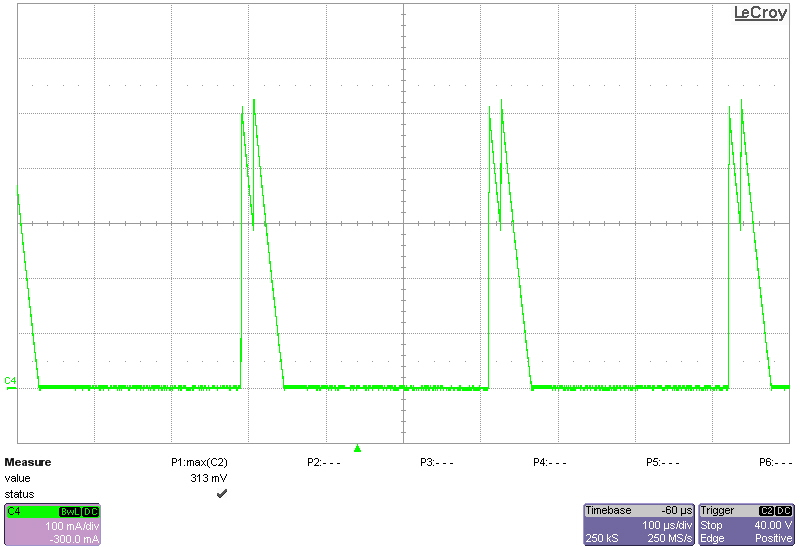 LeCroy
C4
Measure P1:max(C2) P2:- - - P3:- - - P4:- - - P5:- - - P6:- - -
value 313 mV
status ✔
C4 BwL DC
100 mA/div
-300.0 mA
Timebase -60 µs
100 µs/div
250 kS 250 MS/s
Trigger C2 DC
Stop 40.00 V
Edge Positive